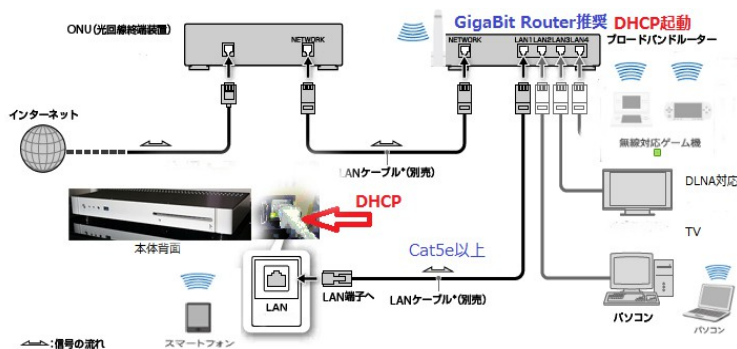 GigaBit Router推奨 DHCP起動
ONU(光回線終端装置)
ブロードバンドルーター
NETWORK
NETWORK
LAN1 LAN2 LAN3 LAN4
インターネット
無線対応ゲーム機
LANケーブル*(別売)
DHCP
DLNA対応
TV
本体背面
Cat5e以上
LAN
LAN端子へ
LANケーブル*(別売)
パソコン
パソコン
:信号の流れ
スマートフォン